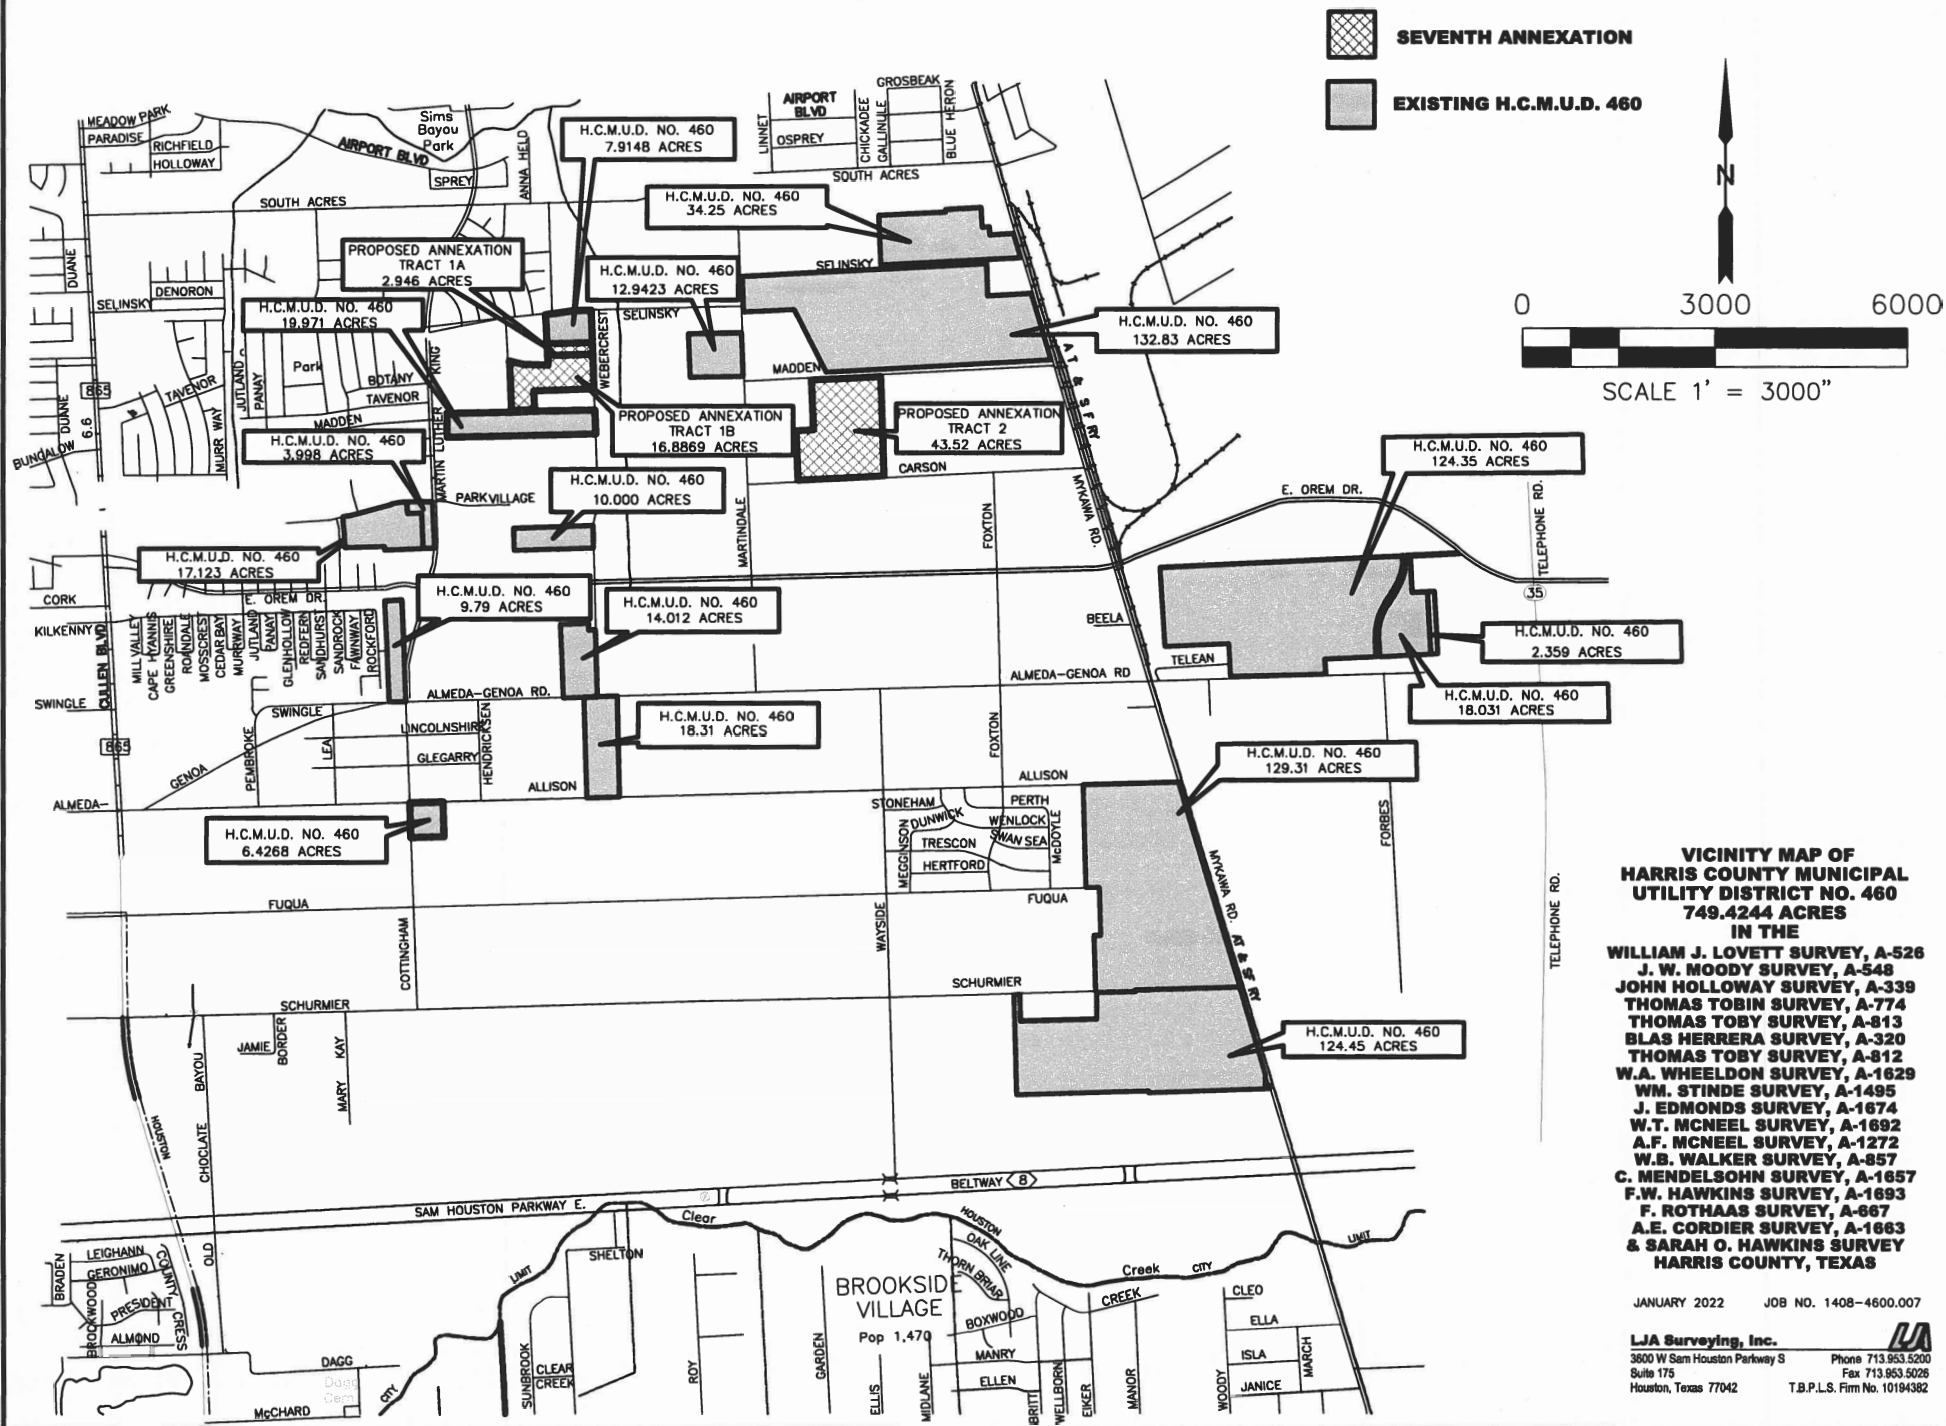 SEVENTH ANNEXATION
EXISTING H.C.M.U.D. 460
N
0 3000 6000
SCALE 1' = 3000"
MEADOW PARK
PARADISE
RICHFIELD
HOLLOWAY
AIRPORT BLVD
Sims
Bayou
Park
SPREY
ANNA HELD
SOUTH ACRES
H.C.M.U.D. NO. 460
7.9148 ACRES
AIRPORT
BLVD
LINNET
OSPREY
CHICKADEE
GALLINULE
GROSBEAK
BLUE HERON
SOUTH ACRES
H.C.M.U.D. NO. 460
34.25 ACRES
PROPOSED ANNEXATION
TRACT 1A
2.946 ACRES
H.C.M.U.D. NO. 460
12.9423 ACRES
SELINSKY
DUANE
DENORON
SELINSKY
H.C.M.U.D. NO. 460
19.971 ACRES
SELINSKY
WEBERCREST
H.C.M.U.D. NO. 460
132.83 ACRES
MADDEN
AT & SF RY
Park
JUTLAND
PANAY
BOTANY
TAVENOR
MADDEN
MARTIN LUTHER KING
865
TAVENOR
MURR WAY
DUANE
6.6
BUNGALOW
PROPOSED ANNEXATION
TRACT 1B
16.8869 ACRES
PROPOSED ANNEXATION
TRACT 2
43.52 ACRES
H.C.M.U.D. NO. 460
3.998 ACRES
CARSON
H.C.M.U.D. NO. 460
124.35 ACRES
PARK VILLAGE
H.C.M.U.D. NO. 460
10.000 ACRES
MARTINDALE
FOXTON
MYKAWA RD.
E. OREM DR.
TELEPHONE RD.
H.C.M.U.D. NO. 460
17.123 ACRES
CORK
KILKENNY
CULLEN BLVD
E. OREM DR.
MILL VALLEY
CAPE HYANNIS
GREENSHIRE
ROANDALE
MOSSCREST
CEDAR BAY
MURRWAY
JUTLAND
PANAY
GLENHOLLOW
REDFERN
SANDHURST
SANDROCK
FAWNWAY
ROCKFORD
H.C.M.U.D. NO. 460
9.79 ACRES
H.C.M.U.D. NO. 460
14.012 ACRES
BEELA
35
H.C.M.U.D. NO. 460
2.359 ACRES
TELEAN
ALMEDA-GENOA RD
ALMEDA-GENOA RD.
SWINGLE
SWINGLE
H.C.M.U.D. NO. 460
18.031 ACRES
H.C.M.U.D. NO. 460
18.31 ACRES
865
PEMBROKE
LEA
LINCOLNSHIRE
GLEGARRY
HENDRICKSEN
FOXTON
H.C.M.U.D. NO. 460
129.31 ACRES
GENOA
ALLISON
ALLISON
ALMEDA-
STONEHAM
DUNWICK
PERTH
WENLOCK
SWAN SEA
TRESCON
HERTFORD
MEGGINSON
McDOYLE
FORBES
H.C.M.U.D. NO. 460
6.4268 ACRES
MYKAWA RD.
AT & SF RY
FUQUA
FUQUA
WAYSIDE
COTTINGHAM
TELEPHONE RD.
SCHURMIER
SCHURMIER
H.C.M.U.D. NO. 460
124.45 ACRES
JAMIE
BORDER
MARY KAY
OLD CHOCLATE BAYOU
HOUSTON
BELTWAY 8
SAM HOUSTON PARKWAY E.
Clear
HOUSTON
LIMIT
Creek
CITY
LIMIT
CITY
SHELTON
OAK LINE
THORN BRIAR
BROOKSIDE
VILLAGE
Pop 1,470
BOXWOOD
CREEK
MANRY
ELLEN
BRADEN
LEIGHANN
GERONIMO
COUNTY CRESS
BROOKWOOD
PRESIDENT
ALMOND
DAGG
Dagg
Cem
McCHARD
SUNBROOK
CLEAR
CREEK
ROY
GARDEN
ELLIS
MIDLANE
BRITT
WELLBORN
EIKER
MANOR
WOODY
CLEO
ELLA
ISLA
JANICE
MARCH
VICINITY MAP OF
HARRIS COUNTY MUNICIPAL
UTILITY DISTRICT NO. 460
749.4244 ACRES
IN THE
WILLIAM J. LOVETT SURVEY, A-526
J. W. MOODY SURVEY, A-548
JOHN HOLLOWAY SURVEY, A-339
THOMAS TOBIN SURVEY, A-774
THOMAS TOBY SURVEY, A-813
BLAS HERRERA SURVEY, A-320
THOMAS TOBY SURVEY, A-812
W.A. WHEELDON SURVEY, A-1629
WM. STINDE SURVEY, A-1495
J. EDMONDS SURVEY, A-1674
W.T. MCNEEL SURVEY, A-1692
A.F. MCNEEL SURVEY, A-1272
W.B. WALKER SURVEY, A-857
C. MENDELSOHN SURVEY, A-1657
F.W. HAWKINS SURVEY, A-1693
F. ROTHAAS SURVEY, A-667
A.E. CORDIER SURVEY, A-1663
& SARAH O. HAWKINS SURVEY
HARRIS COUNTY, TEXAS
JANUARY 2022 JOB NO. 1408-4600.007
LJA Surveying, Inc. LJA
3600 W Sam Houston Parkway S Phone 713.953.5200
Suite 175 Fax 713.953.5026
Houston, Texas 77042 T.B.P.L.S. Firm No. 10194382